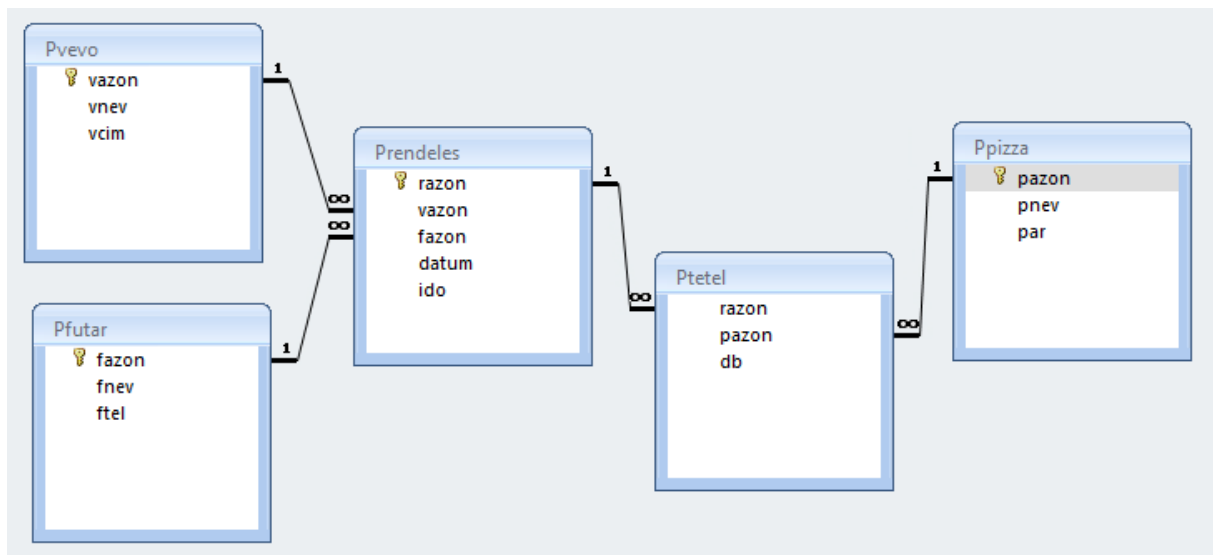 Pvevo
vazon
vnev
vcim
1
∞
Pfutar
fazon
fnev
ftel
1
∞
Prendeles
razon
vazon
fazon
datum
ido
1
∞
Ptetel
razon
pazon
db
∞
1
Ppizza
pazon
pnev
par